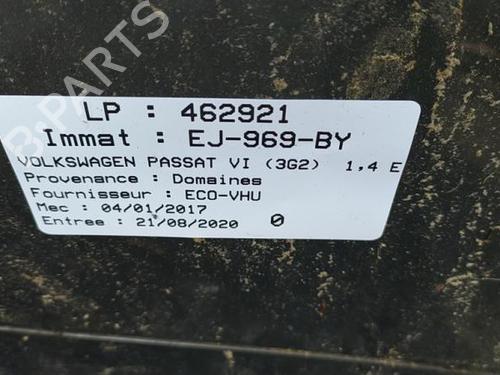 B-PARTS
LP : 462921
Immat : EJ-969-BY
VOLKSWAGEN PASSAT VI (3G2) 1,4 E
Provenance : Domaines
Fournisseur : ECO-VHU
Mec : 04/01/2017
Entree : 21/08/2020 0